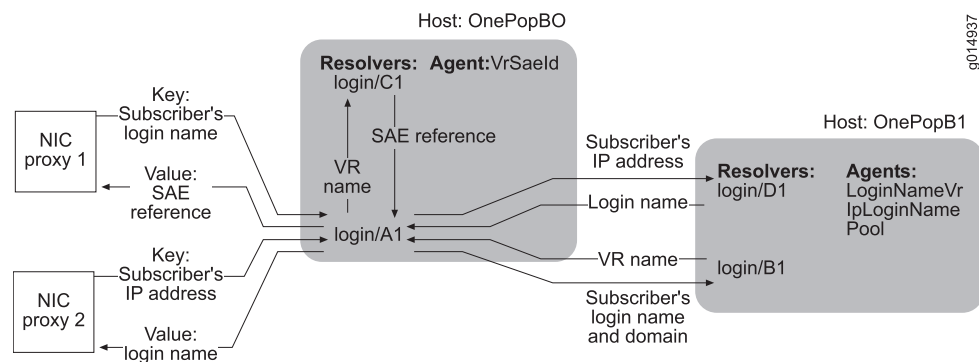 Host: OnePopBO
g014937
Resolvers: Agent:VrSaeId
login/C1
SAE reference
VR
name
login/A1
NIC
proxy 1
Key:
Subscriber's
login name
Value:
SAE
reference
NIC
proxy 2
Key:
Subscriber's
IP address
Value:
login name
Subscriber's
IP address
Login name
VR name
Subscriber's
login name
and domain
Host: OnePopB1
Resolvers: Agents:
login/D1 LoginNameVr
IpLoginName
Pool
login/B1